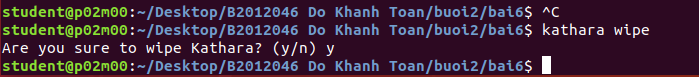 student@p02m00:~/Desktop/B2012046 Do Khanh Toan/buoi2/bai6$ ^C
student@p02m00:~/Desktop/B2012046 Do Khanh Toan/buoi2/bai6$ kathara wipe
Are you sure to wipe Kathara? (y/n) y
student@p02m00:~/Desktop/B2012046 Do Khanh Toan/buoi2/bai6$